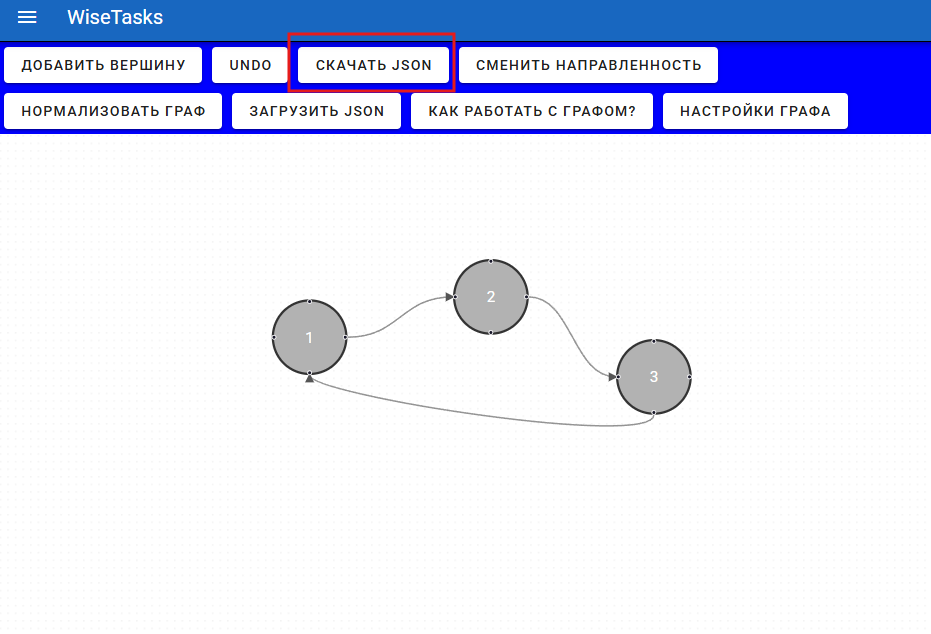 WiseTasks
ДОБАВИТЬ ВЕРШИНУ UNDO СКАЧАТЬ JSON СМЕНИТЬ НАПРАВЛЕННОСТЬ
НОРМАЛИЗОВАТЬ ГРАФ ЗАГРУЗИТЬ JSON КАК РАБОТАТЬ С ГРАФОМ? НАСТРОЙКИ ГРАФА
2
1
3